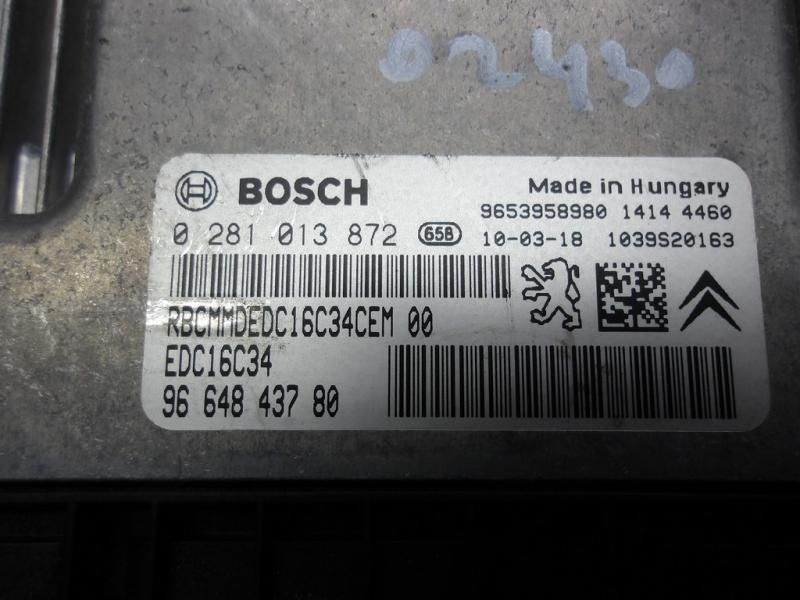 02430
BOSCH
Made in Hungary
9653958980 1414 4460
0 281 013 872 65B 10-03-18 1039S20163
RBCMMDEDC16C34CEM 00
EDC16C34
96 648 437 80